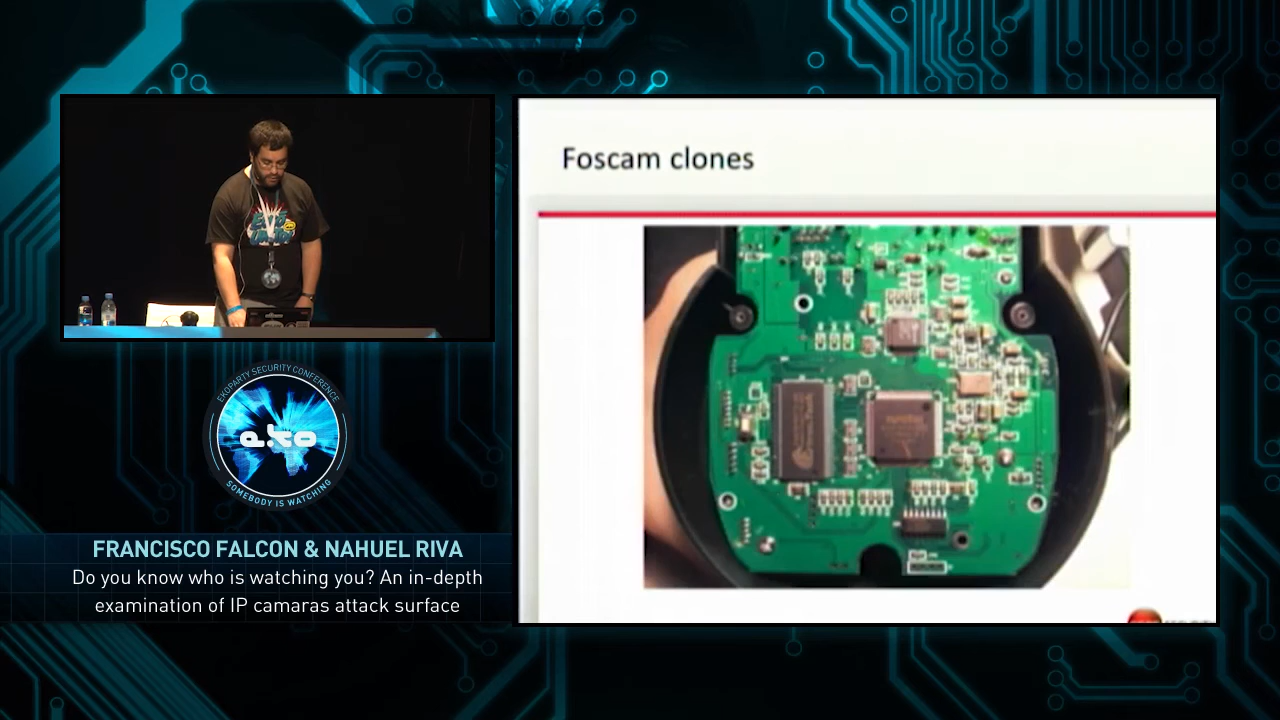 Foscam clones
EKOPARTY SECURITY CONFERENCE
eko
SOMEBODY IS WATCHING
FRANCISCO FALCON & NAHUEL RIVA
Do you know who is watching you? An in-depth
examination of IP camaras attack surface